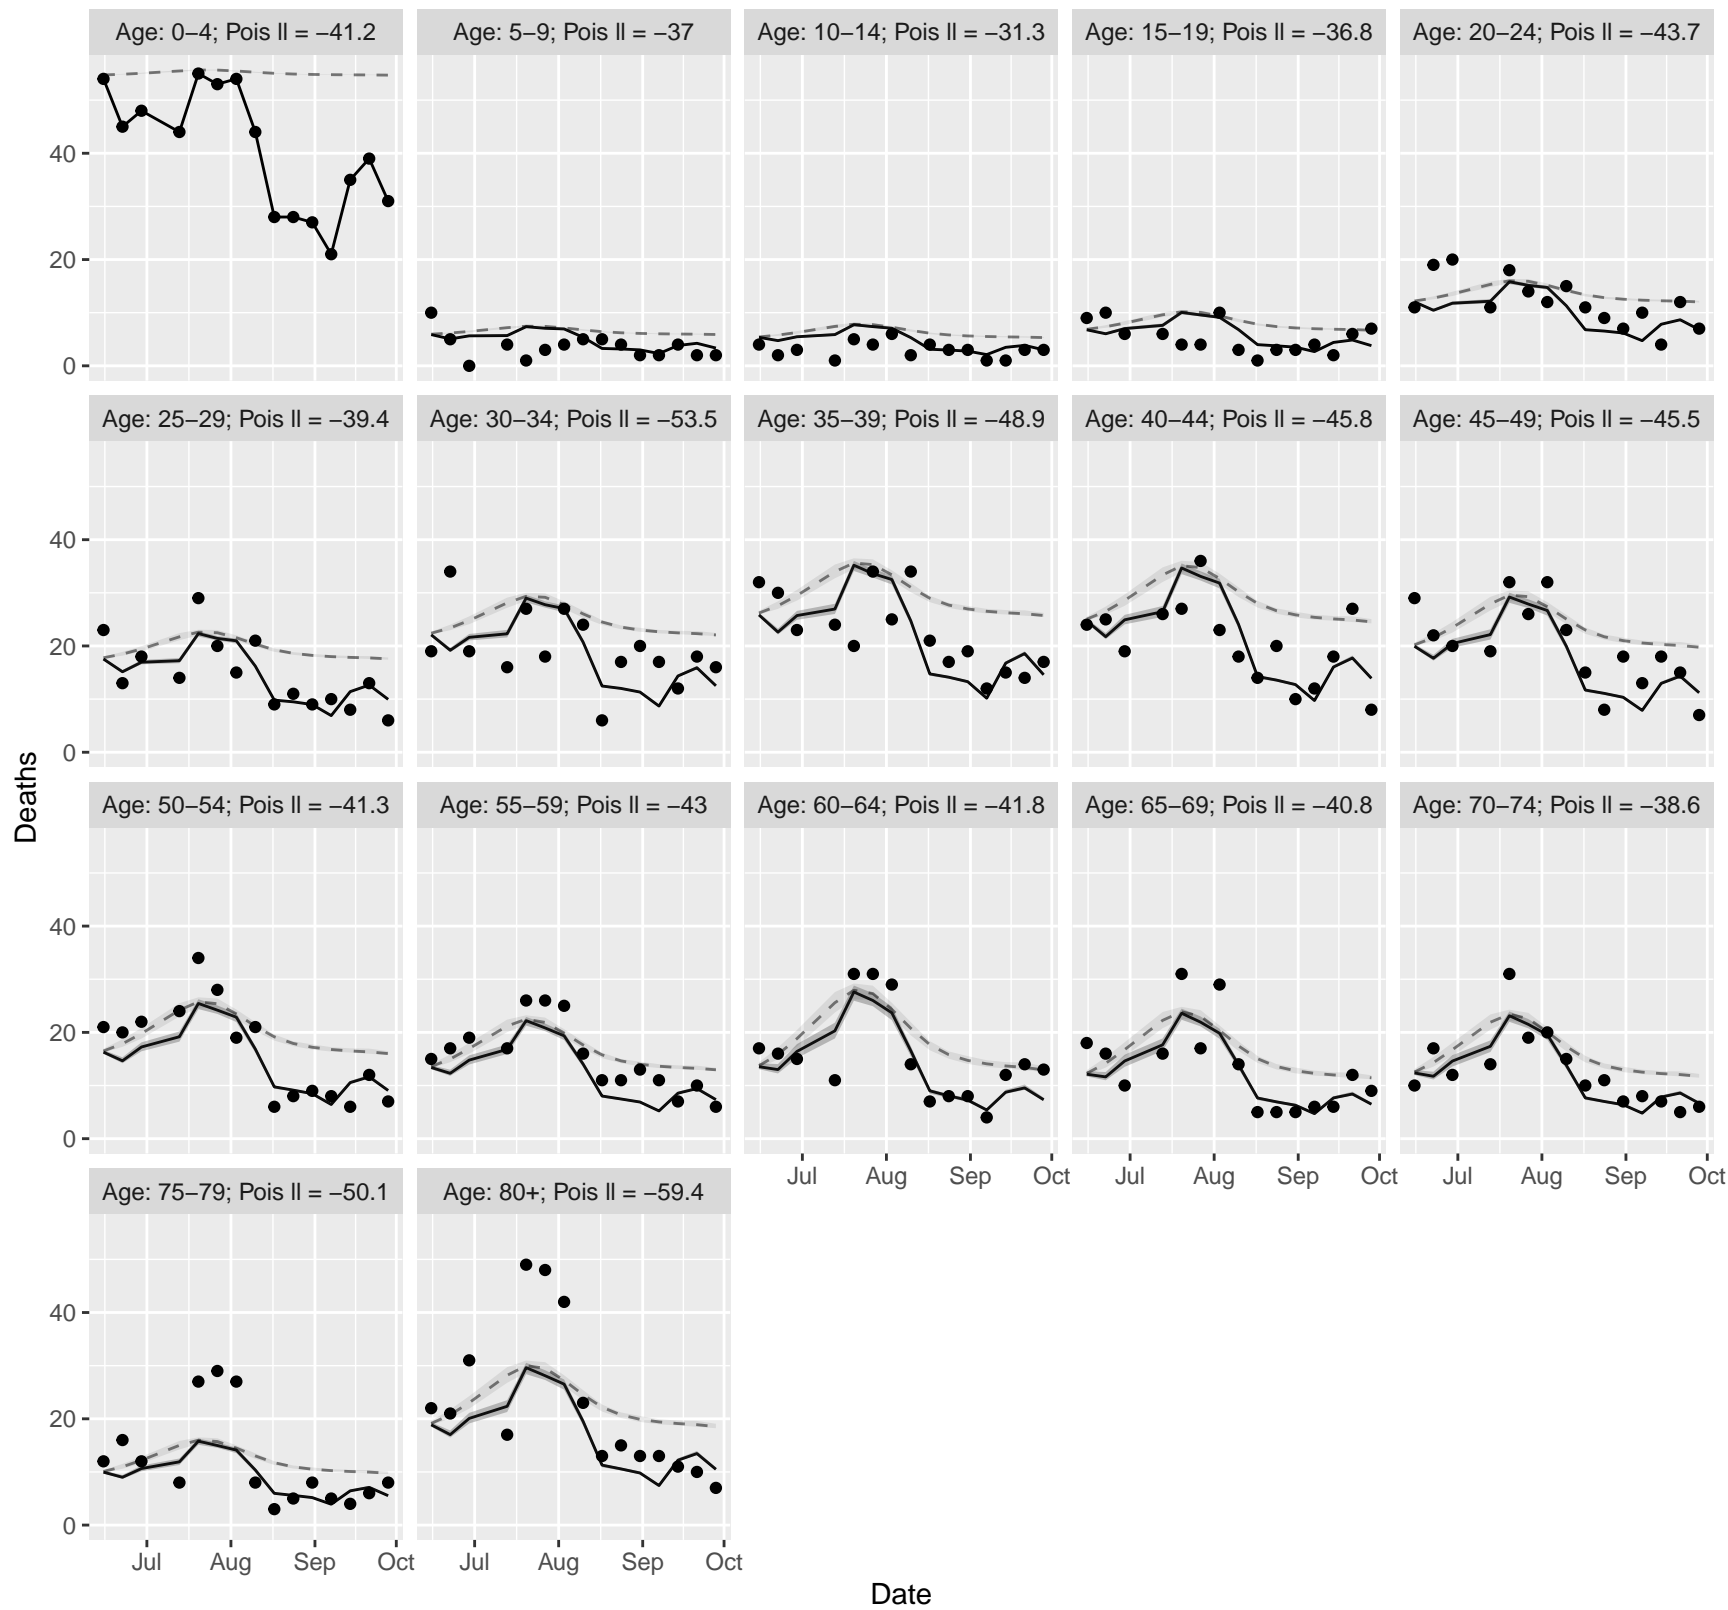 Age: 0−4; Pois ll = −41.2
Age: 5−9; Pois ll = −37
Age: 10−14; Pois ll = −31.3
Age: 15−19; Pois ll = −36.8
Age: 20−24; Pois ll = −43.7
40
20
0
Age: 25−29; Pois ll = −39.4
Age: 30−34; Pois ll = −53.5
Age: 35−39; Pois ll = −48.9
Age: 40−44; Pois ll = −45.8
Age: 45−49; Pois ll = −45.5
40
20
0
Deaths
Age: 50−54; Pois ll = −41.3
Age: 55−59; Pois ll = −43
Age: 60−64; Pois ll = −41.8
Age: 65−69; Pois ll = −40.8
Age: 70−74; Pois ll = −38.6
40
20
0
Jul Aug Sep Oct
Jul Aug Sep Oct
Jul Aug Sep Oct
Age: 75−79; Pois ll = −50.1
Age: 80+; Pois ll = −59.4
40
20
0
Jul Aug Sep Oct
Jul Aug Sep Oct
Date